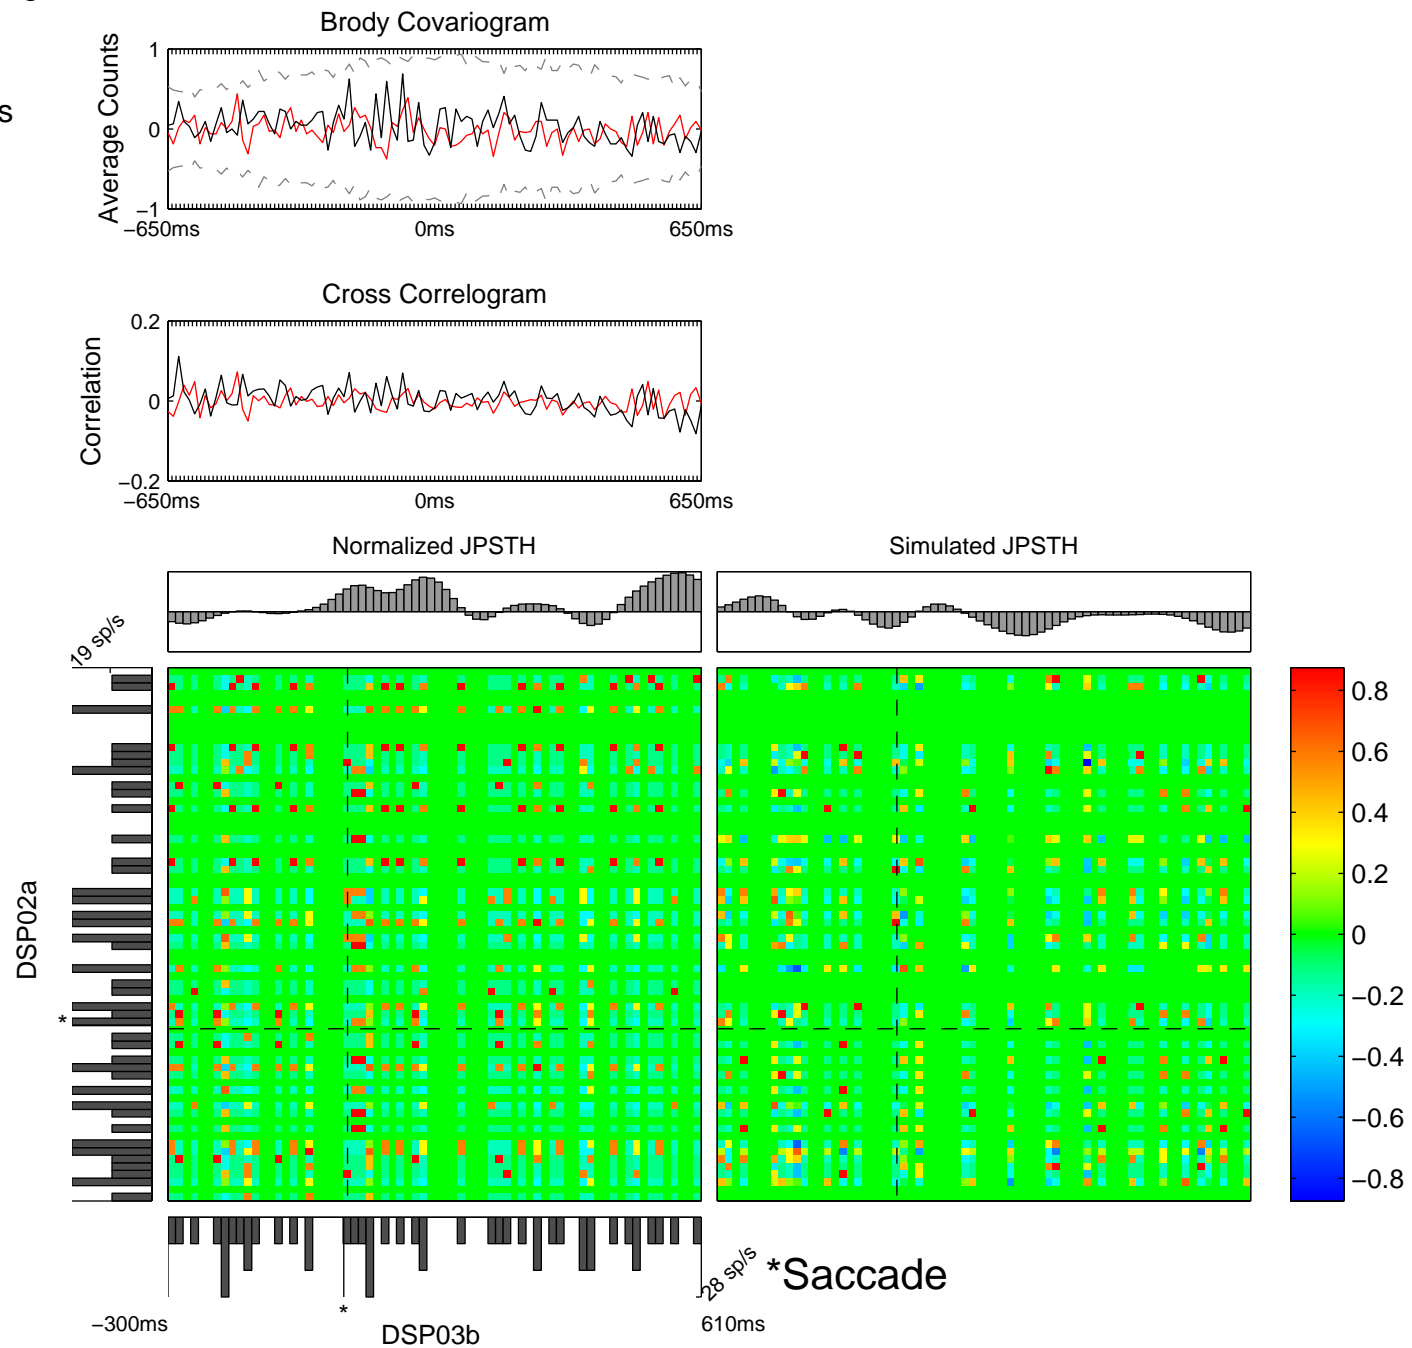 Brody Covariogram
Average Counts
1
0
−1
−650ms
0ms
650ms
s
Cross Correlogram
Correlation
0.2
0
−0.2
−650ms
0ms
650ms
Normalized JPSTH
Simulated JPSTH
19 sp/s
DSP02a
*
0.8
0.6
0.4
0.2
0
−0.2
−0.4
−0.6
−0.8
28 sp/s
*Saccade
*
−300ms
DSP03b
610ms